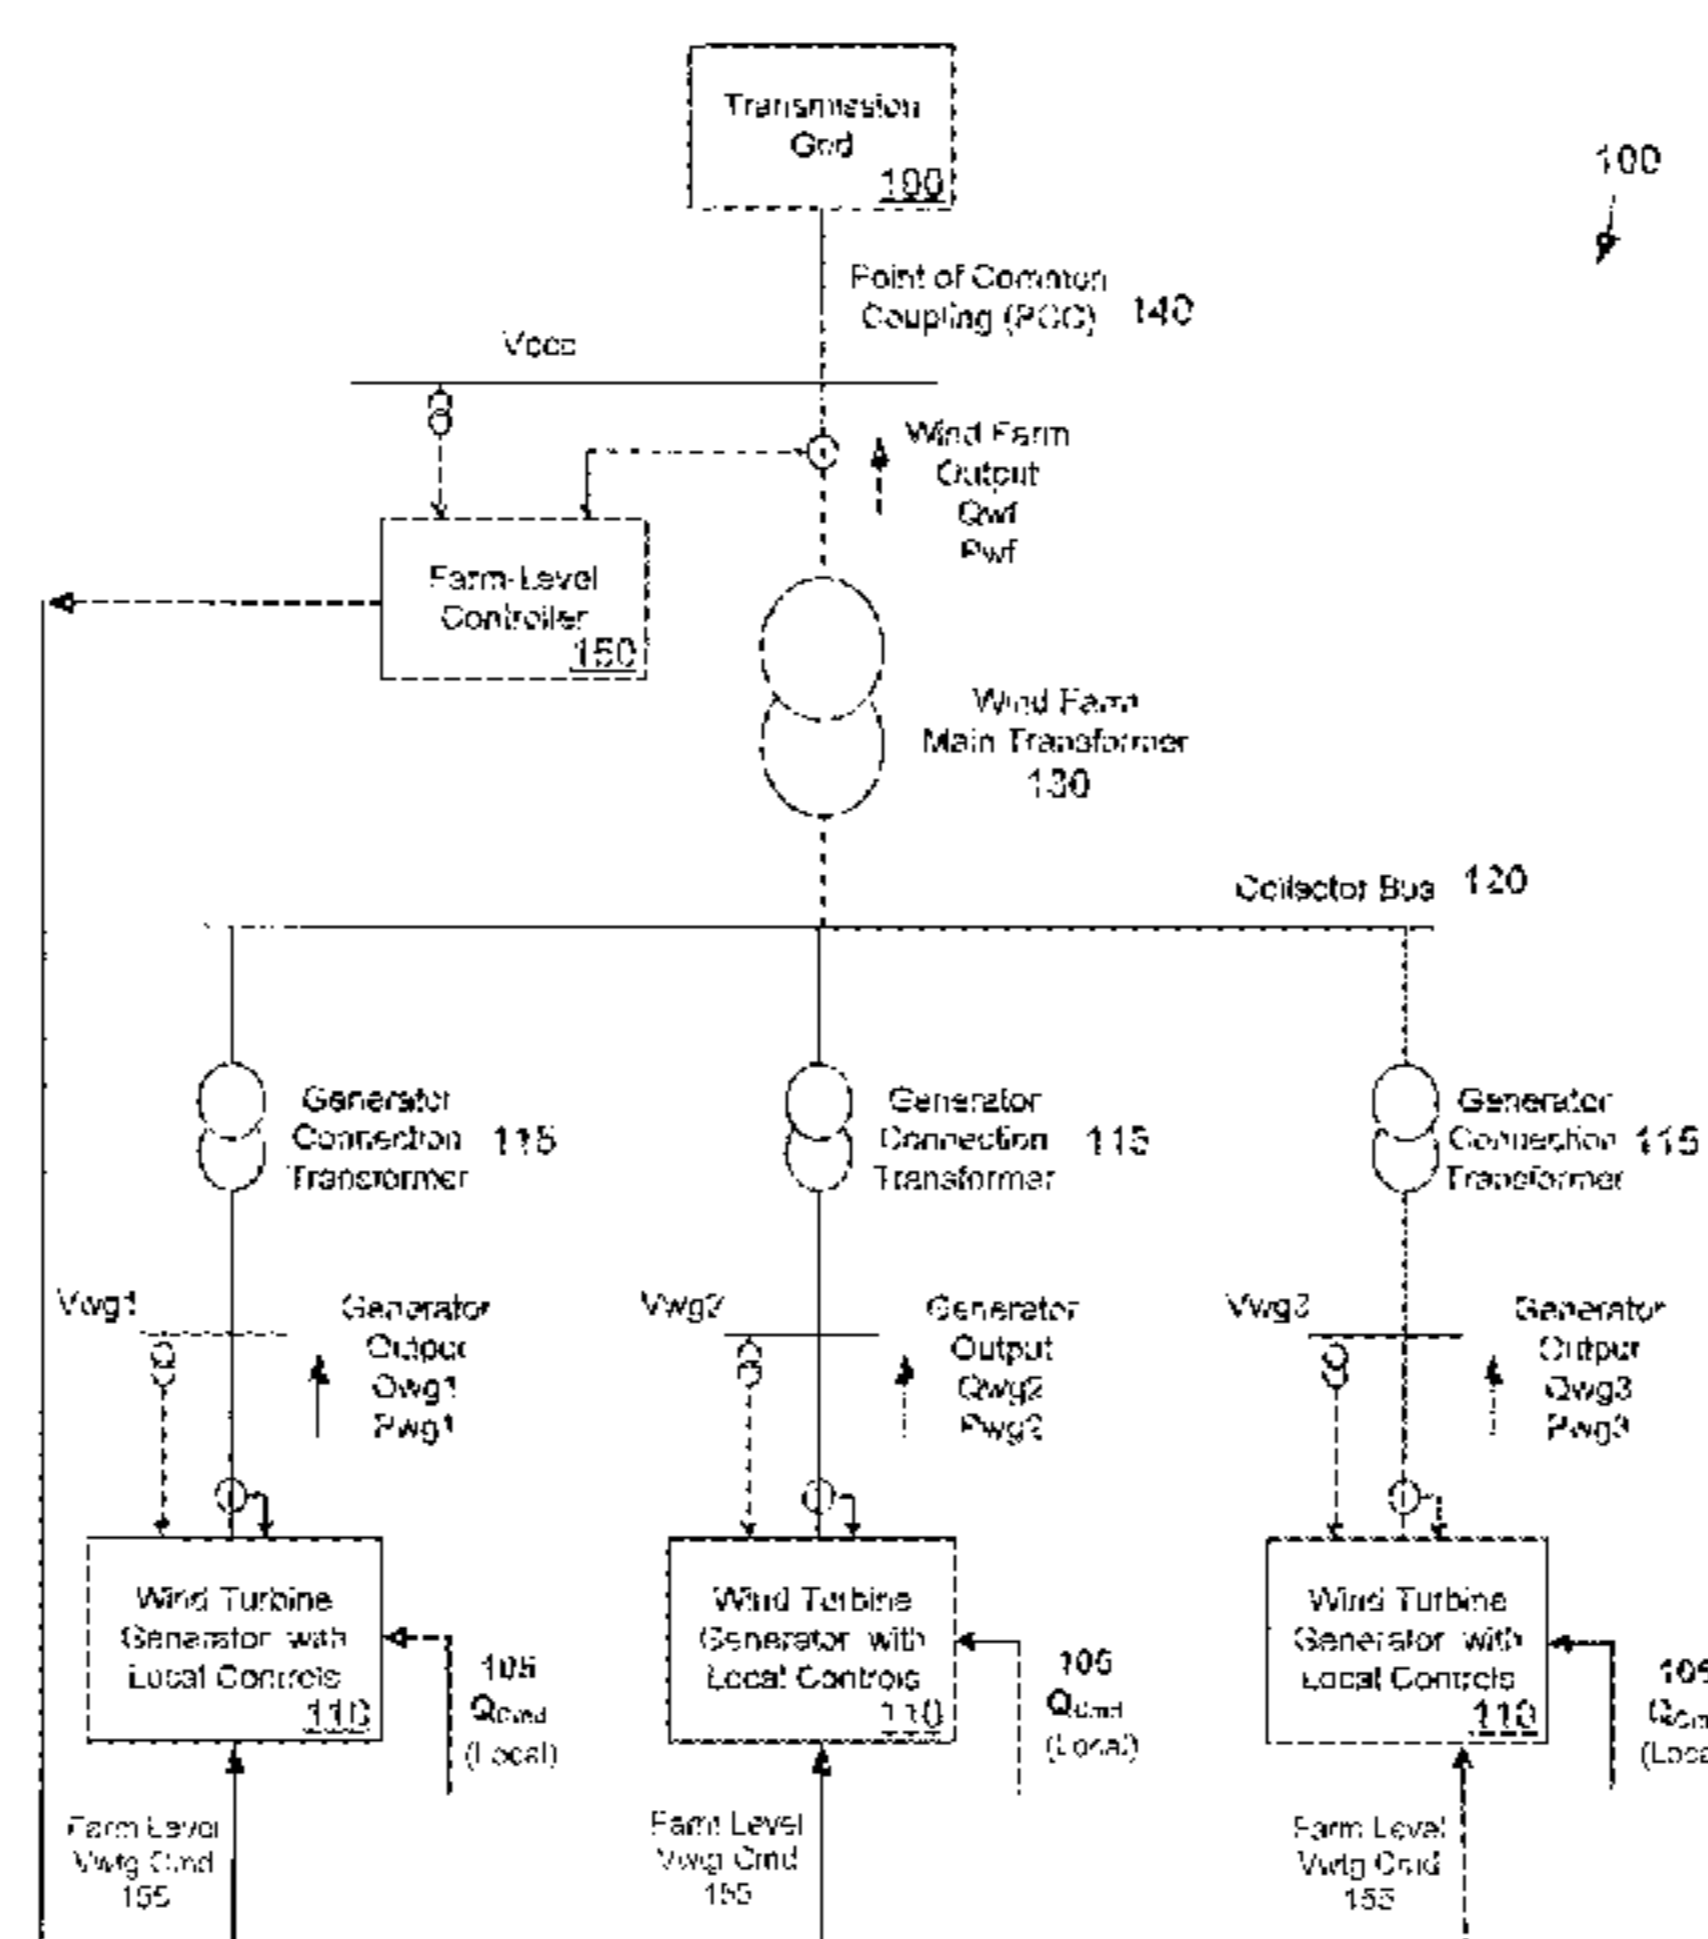 Transmission
Grid
190
100
Point of Common
Coupling (PCC)
140
Vpcc
Wind Farm
Output
Qwf
Pwf
Farm-Level
Controller
150
Wind Farm
Main Transformer
130
Collector Bus
120
Generator
Connection
Transformer
115
Generator
Connection
Transformer
115
Generator
Connection
Transformer
115
Vwg1
Generator
Output
Qwg1
Pwg1
Vwg2
Generator
Output
Qwg2
Pwg2
Vwg3
Generator
Output
Qwg3
Pwg3
Wind Turbine
Generator with
Local Controls
110
105
Qcmd
(Local)
Wind Turbine
Generator with
Local Controls
110
105
Qcmd
(Local)
Wind Turbine
Generator with
Local Controls
110
105
Farm Level
Vwtg Cmd
155
Farm Level
Vwtg Cmd
155
Farm Level
Vwtg Cmd
155